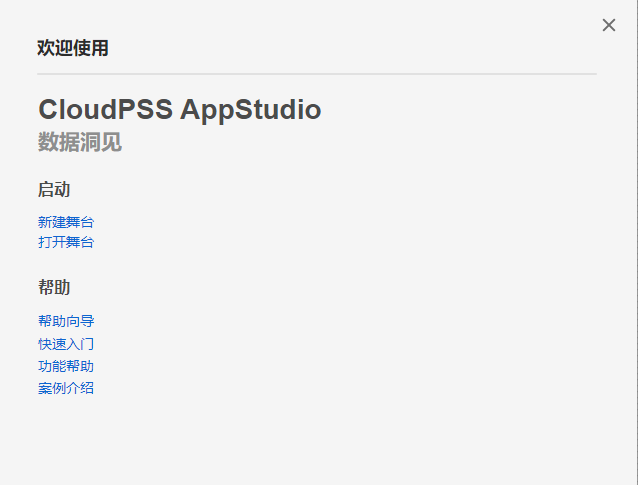 欢迎使用
CloudPSS AppStudio
数据洞见
启动
新建舞台
打开舞台
帮助
帮助向导
快速入门
功能帮助
案例介绍